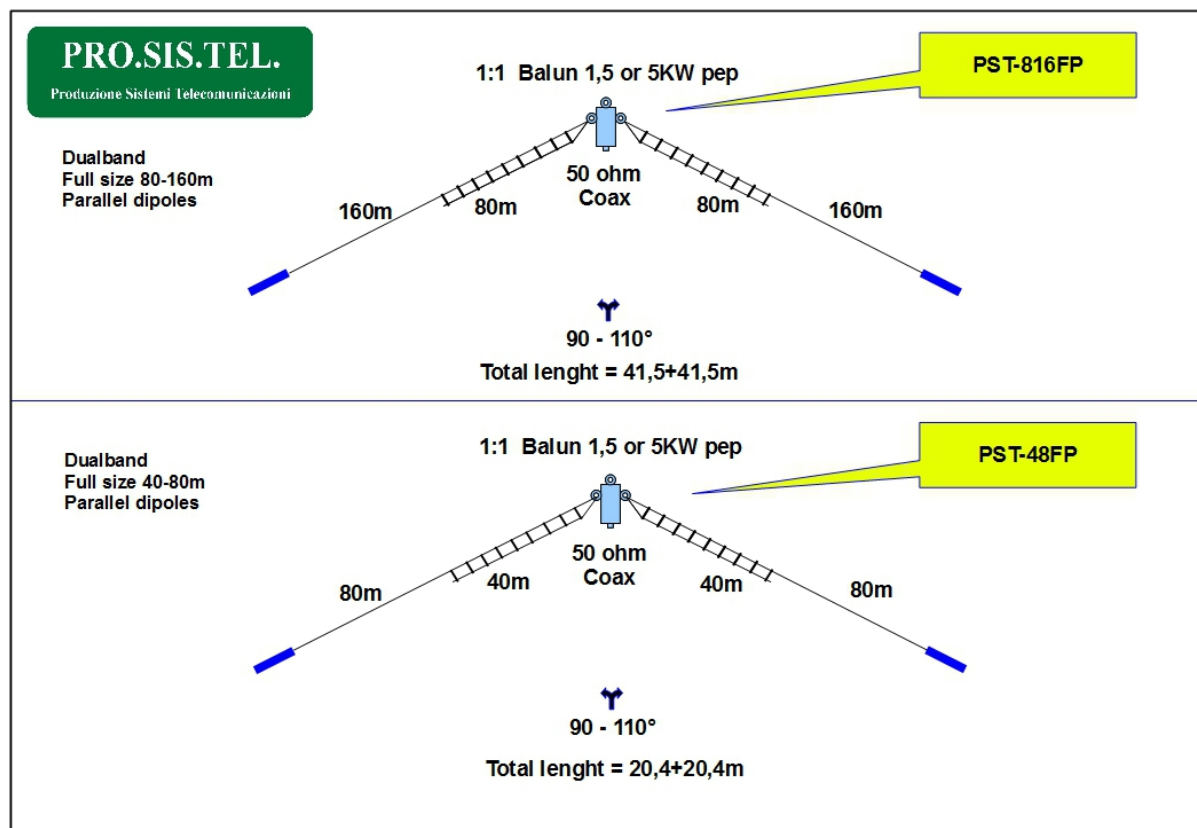 PRO.SIS.TEL.
Produzione Sistemi Telecomunicazioni
1:1 Balun 1,5 or 5KW pep
PST-816FP
Dualband
Full size 80-160m
Parallel dipoles
50 ohm
Coax
160m
80m
80m
160m
90 - 110°
Total lenght = 41,5+41,5m
1:1 Balun 1,5 or 5KW pep
PST-48FP
Dualband
Full size 40-80m
Parallel dipoles
50 ohm
Coax
80m
40m
40m
80m
90 - 110°
Total lenght = 20,4+20,4m